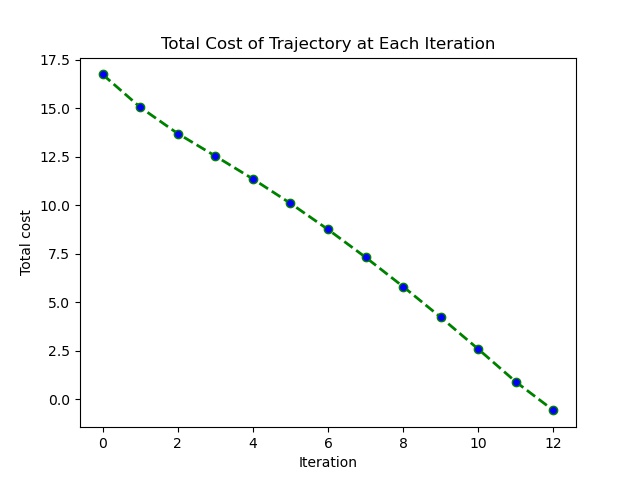 Total Cost of Trajectory at Each Iteration
17.5
15.0
12.5
10.0
7.5
5.0
2.5
0.0
Total cost
0 2 4 6 8 10 12
Iteration